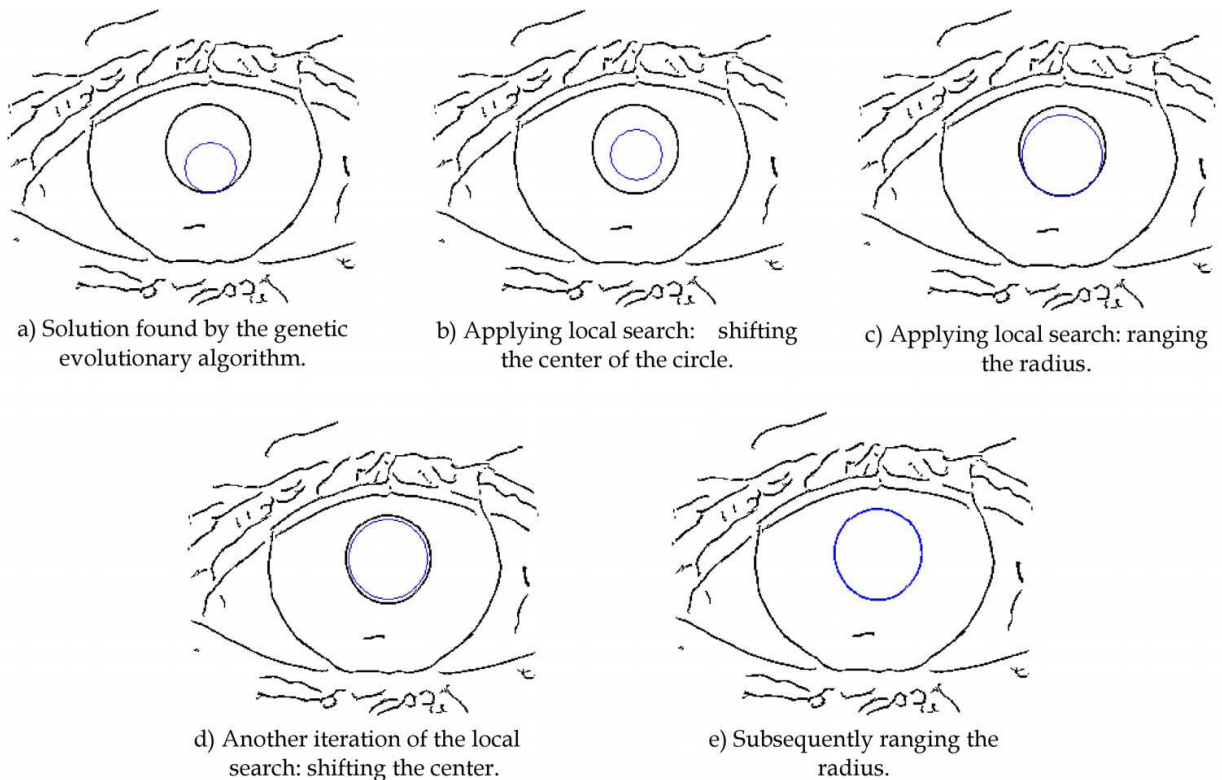 a) Solution found by the genetic
evolutionary algorithm.
b) Applying local search: shifting
the center of the circle.
c) Applying local search: ranging
the radius.
d) Another iteration of the local
search: shifting the center.
e) Subsequently ranging the
radius.